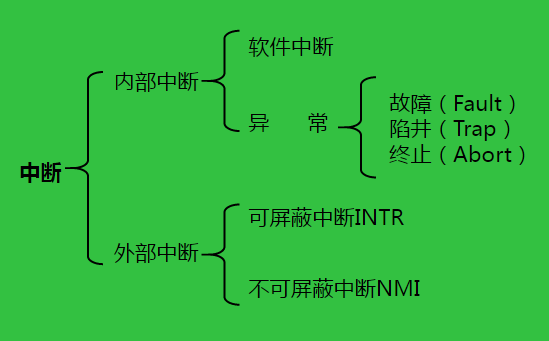 软件中断
内部中断
异 常
故障（Fault）
陷井（Trap）
终止（Abort）
中断
可屏蔽中断INTR
外部中断
不可屏蔽中断NMI